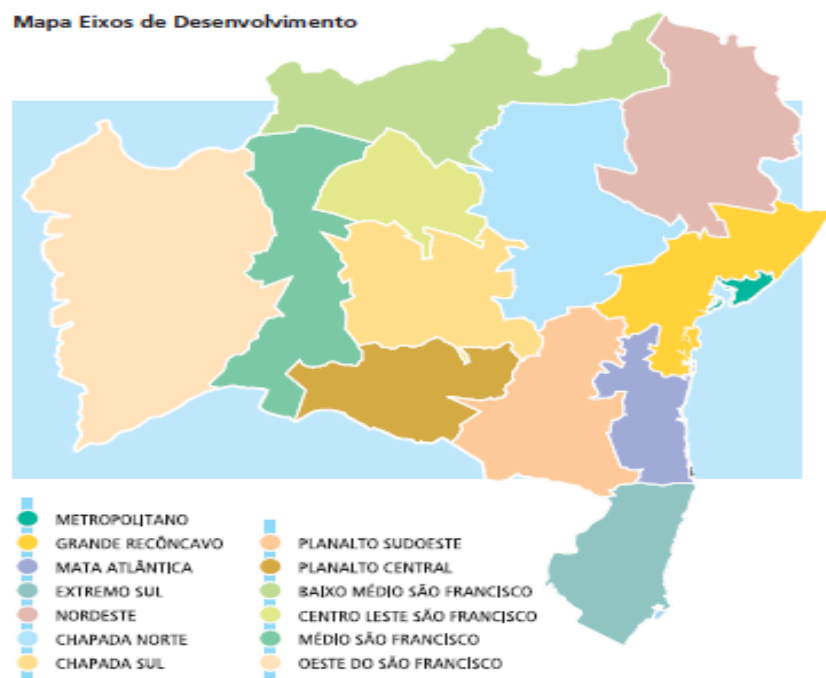 Mapa Eixos de Desenvolvimento
L
METROPOLITANO
GRANDE RECÔNCAVO
MATA ATLÂNTICA
EXTREMO SUL
NORDESTE
CHAPADA NORTE
CHAPADA SUL
PLANALTO SUDOESTE
PLANALTO CENTRAL
BAIXO MÉDIO SÃO FRANCISCO
CENTRO LESTE SÃO FRANCISCO
MÉDIO SÃO FRANCISCO
OESTE DO SÃO FRANCISCO